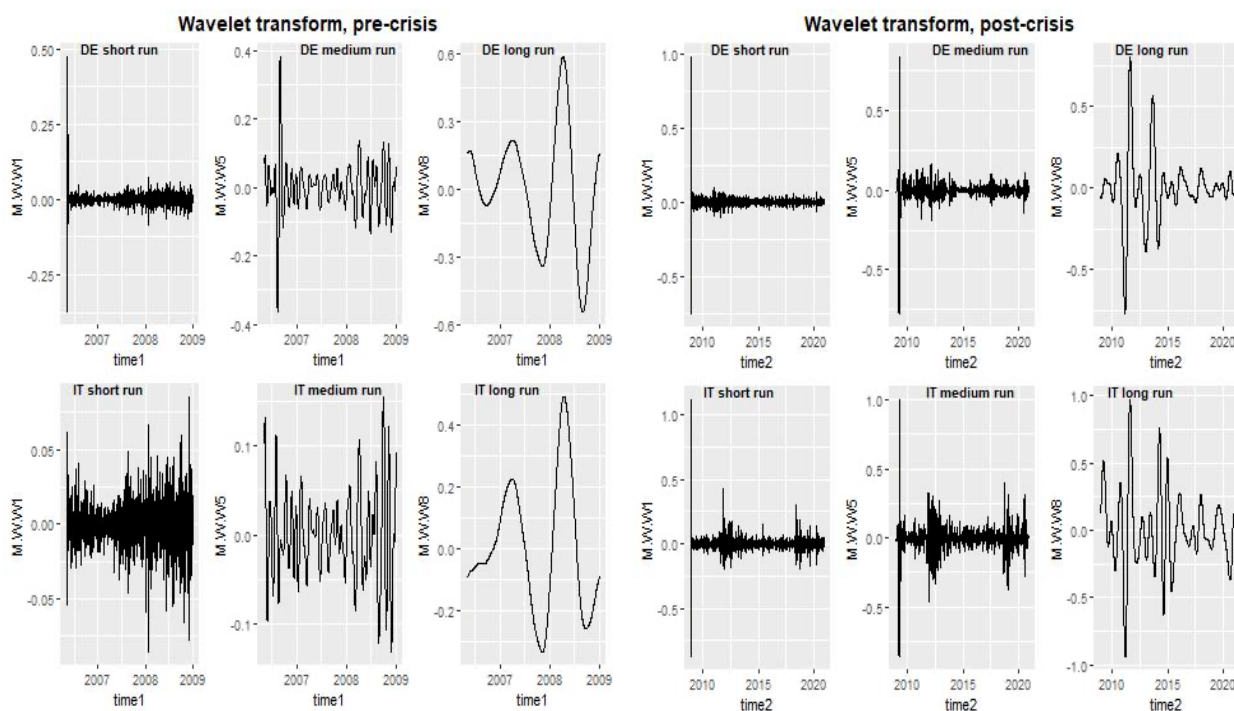 Wavelet transform, pre-crisis
DE short run
M.W.W1
0.50
0.25
0.00
-0.25
2007 2008 2009
time1
DE medium run
M.W.W5
0.4
0.2
0.0
-0.2
-0.4
2007 2008 2009
time1
DE long run
M.W.W8
0.6
0.3
0.0
-0.3
-0.6
2007 2008 2009
time1
IT short run
M.W.W1
0.05
0.00
-0.05
2007 2008 2009
time1
IT medium run
M.W.W5
0.1
0.0
-0.1
2007 2008 2009
time1
IT long run
M.W.W8
0.4
0.2
0.0
-0.2
2007 2008 2009
time1
Wavelet transform, post-crisis
DE short run
M.W.W1
1.0
0.5
0.0
-0.5
2010 2015 2020
time2
DE medium run
M.W.W5
0.5
0.0
-0.5
2010 2015 2020
time2
DE long run
M.W.W8
0.5
0.0
-0.5
2010 2015 2020
time2
IT short run
M.W.W1
1.0
0.5
0.0
-0.5
2010 2015 2020
time2
IT medium run
M.W.W5
1.0
0.5
0.0
-0.5
2010 2015 2020
time2
IT long run
M.W.W8
1.0
0.5
0.0
-0.5
-1.0
2010 2015 2020
time2